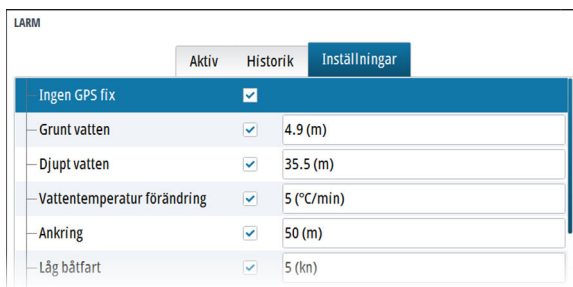 LARM
Aktiv Historik Inställningar
Ingen GPS fix
Grunt vatten 4.9 (m)
Djupt vatten 35.5 (m)
Vattentemperatur förändring 5 (°C/min)
Ankring 50 (m)
Låg båtfart 5 (kn)